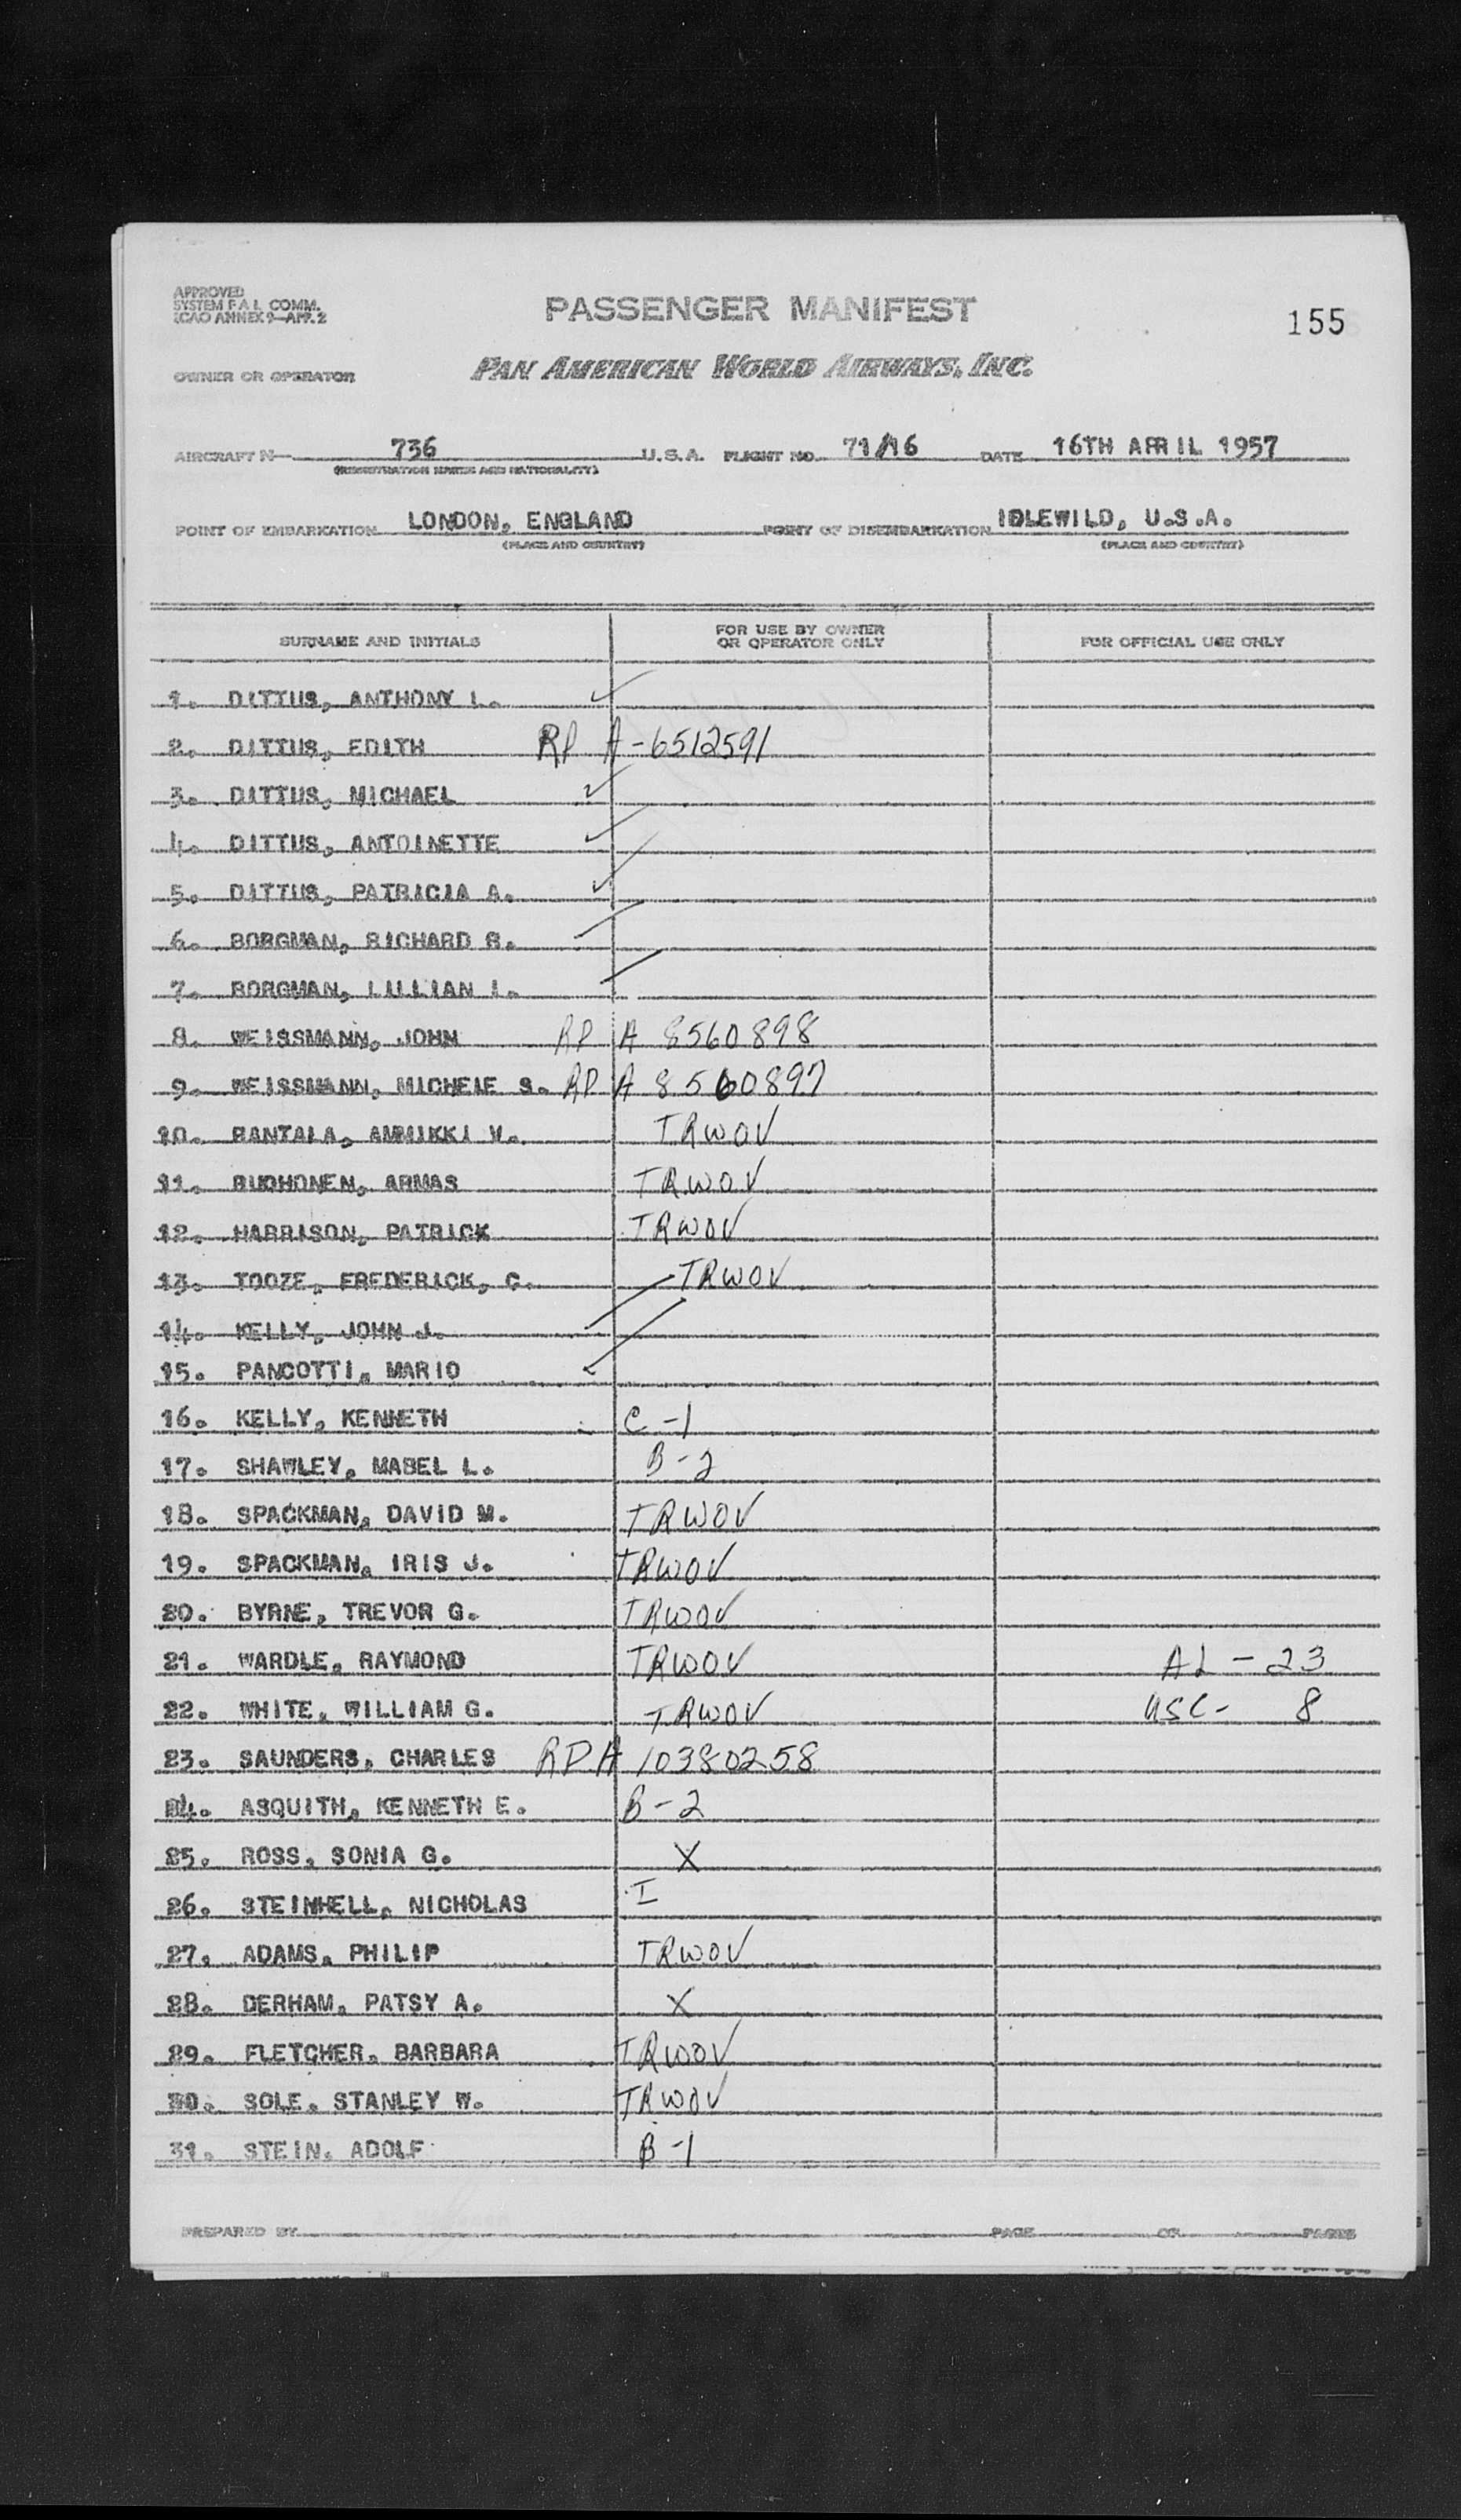 APPROVED
SYSTEM F A L COMM.
(CAO ANNEX 9—APP. 2
PASSENGER MANIFEST
155
OWNER OR OPERATOR
PAN AMERICAN WORLD AIRWAYS, INC.
AIRCRAFT N— 736 U.S.A. FLIGHT NO. 71/16 DATE 16TH APRIL 1957
(REGISTRATION MARKS AND NATIONALITY)
POINT OF EMBARKATION LONDON, ENGLAND POINT OF DISEMBARKATION IDLEWILD, U.S.A.
(PLACE AND COUNTRY) (PLACE AND COUNTRY)
SURNAME AND INITIALS FOR USE BY OWNER OR OPERATOR ONLY FOR OFFICIAL USE ONLY
1. DITTUS, ANTHONY L. ✓
2. DITTUS, EDITH RP A-6512591
3. DITTUS, MICHAEL ✓
4. DITTUS, ANTOINETTE ✓
5. DITTUS, PATRICIA A. ✓
6. BORGMAN, RICHARD R.
7. BORGMAN, LILLIAN I.
8. WEISSMANN, JOHN RP A 8560898
9. WEISSMANN, MICHELE S. RP A 8560897
10. RANTALA, ANNIKKI V. TRWOV
11. RUOHONEN, ARMAS TRWOV
12. HARRISON, PATRICK TRWOV
13. TOOZE, FREDERICK, C. TRWOV
14. KELLY, JOHN J.
15. PANCOTTI, MARIO ✓
16. KELLY, KENNETH C-1
17. SHAWLEY, MABEL L. B-2
18. SPACKMAN, DAVID M. TRWOV
19. SPACKMAN, IRIS J. TRWOV
20. BYRNE, TREVOR G. TRWOV
21. WARDLE, RAYMOND TRWOV AL - 23
22. WHITE, WILLIAM G. TRWOV USC- 8
23. SAUNDERS, CHARLES RP A 10380258
24. ASQUITH, KENNETH E. B-2
25. ROSS, SONIA G. X
26. STEINHELL, NICHOLAS I
27. ADAMS, PHILIP TRWOV
28. DERHAM, PATSY A. X
29. FLETCHER, BARBARA TRWOV
30. SOLE, STANLEY W. TRWOV
31. STEIN, ADOLF B-1
PREPARED BY PAGE OF PAGES